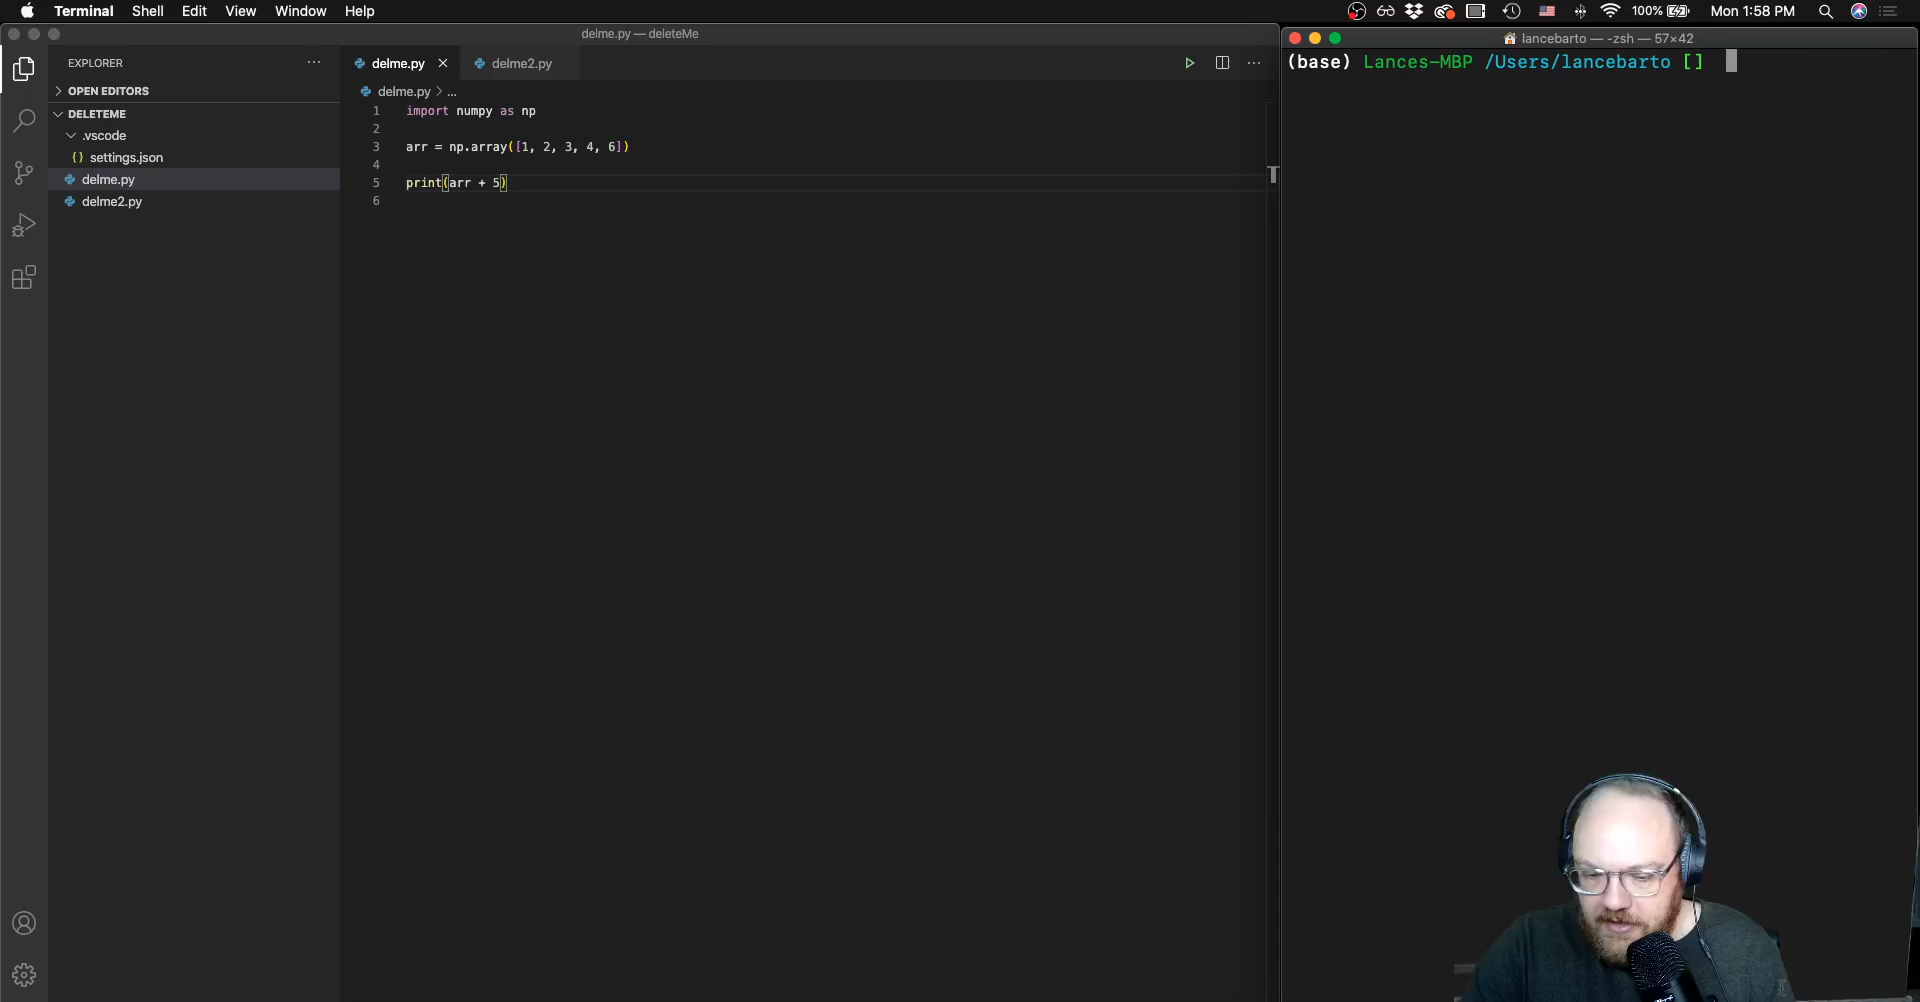 Terminal Shell Edit View Window Help
100% Mon 1:58 PM
delme.py — deleteMe
EXPLORER
OPEN EDITORS
DELETEME
.vscode
{} settings.json
delme.py
delme2.py
delme.py delme2.py
delme.py > ...
1 import numpy as np
2
3 arr = np.array([1, 2, 3, 4, 6])
4
5 print(arr + 5)
6
lancebarto — -zsh — 57×42
(base) Lances-MBP /Users/lancebarto []